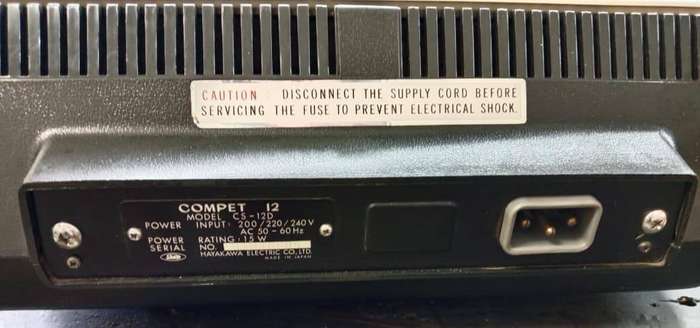 CAUTION DISCONNECT THE SUPPLY CORD BEFORE
SERVICING THE FUSE TO PREVENT ELECTRICAL SHOCK.
COMPET 12
MODEL CS-12D
POWER INPUT: 200/220/240V
AC 50-60Hz
POWER RATING: 15W
SERIAL NO.
HAYAKAWA ELECTRIC CO., LTD.
MADE IN JAPAN